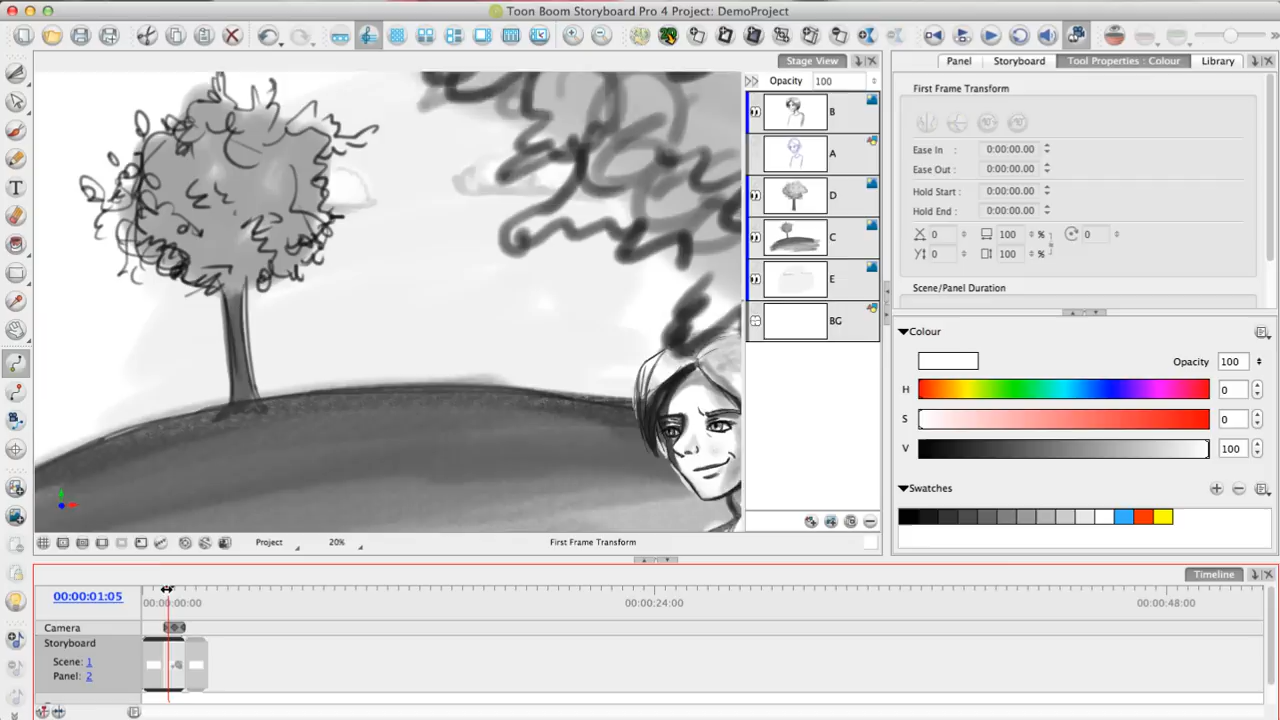 Toon Boom Storyboard Pro 4 Project: DemoProject
Stage View
Panel
Storyboard
Tool Properties : Colour
Library
Opacity 100
B
A
D
C
E
BG
First Frame Transform
Ease In : 0:00:00.00
Ease Out : 0:00:00.00
Hold Start : 0:00:00.00
Hold End : 0:00:00.00
X 0 100 % 0
Y 0 100 %
Scene/Panel Duration
Colour
Opacity 100
H 0
S 0
V 100
Swatches
T
Project 20% First Frame Transform
Timeline
00:00:01:05
00:00:00:00
00:00:24:00
00:00:48:00
Camera
Storyboard
Scene: 1
Panel: 2